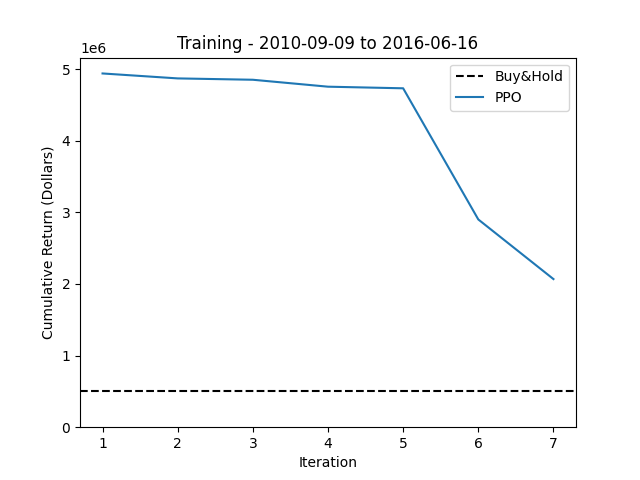 Training - 2010-09-09 to 2016-06-16
1e6
5
4
3
2
1
0
Cumulative Return (Dollars)
Buy&Hold
PPO
1 2 3 4 5 6 7
Iteration